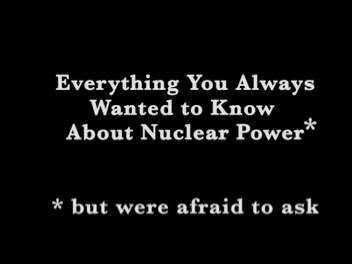 Everything You Always
Wanted to Know
About Nuclear Power*
* but were afraid to ask